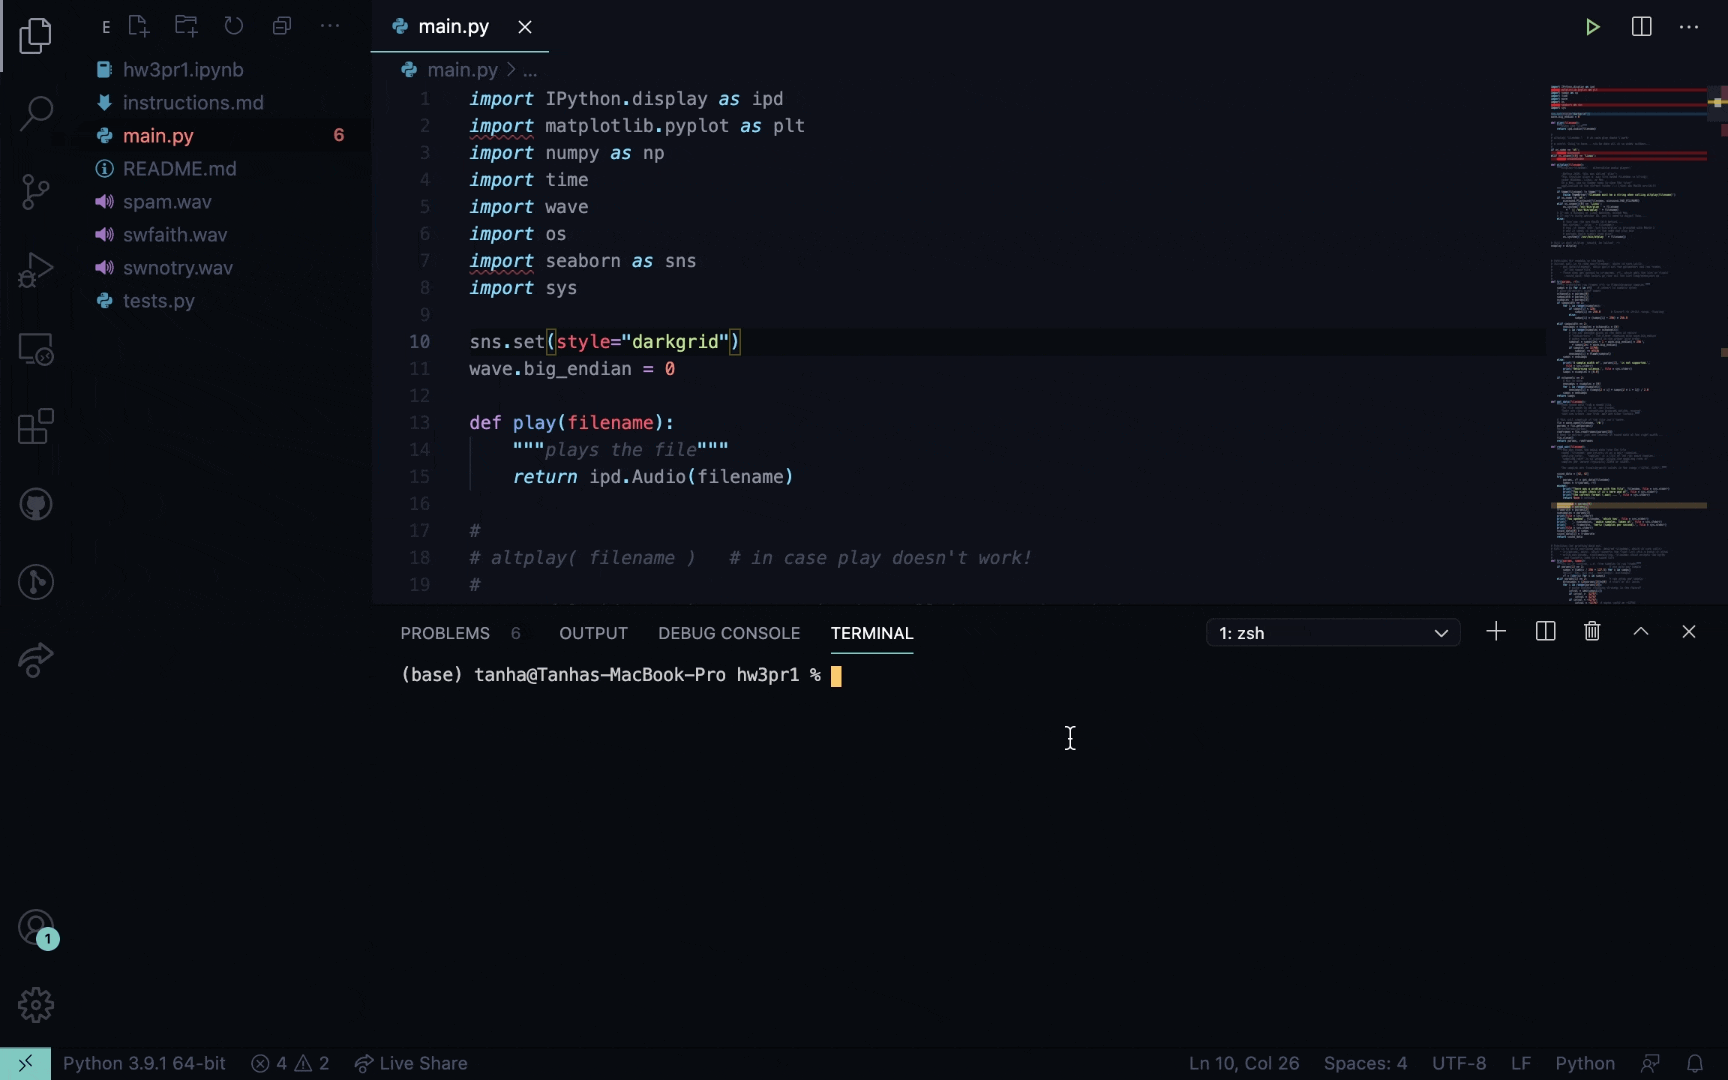 E
main.py
hw3pr1.ipynb
instructions.md
main.py 6
README.md
spam.wav
swfaith.wav
swnotry.wav
tests.py
main.py > ...
1 import IPython.display as ipd
2 import matplotlib.pyplot as plt
3 import numpy as np
4 import time
5 import wave
6 import os
7 import seaborn as sns
8 import sys
9
10 sns.set(style="darkgrid")
11 wave.big_endian = 0
12
13 def play(filename):
14 """plays the file"""
15 return ipd.Audio(filename)
16
17 #
18 # altplay( filename ) # in case play doesn't work!
19 #
PROBLEMS 6 OUTPUT DEBUG CONSOLE TERMINAL 1: zsh
(base) tanha@Tanhas-MacBook-Pro hw3pr1 %
1
Python 3.9.1 64-bit 4 2 Live Share Ln 10, Col 26 Spaces: 4 UTF-8 LF Python